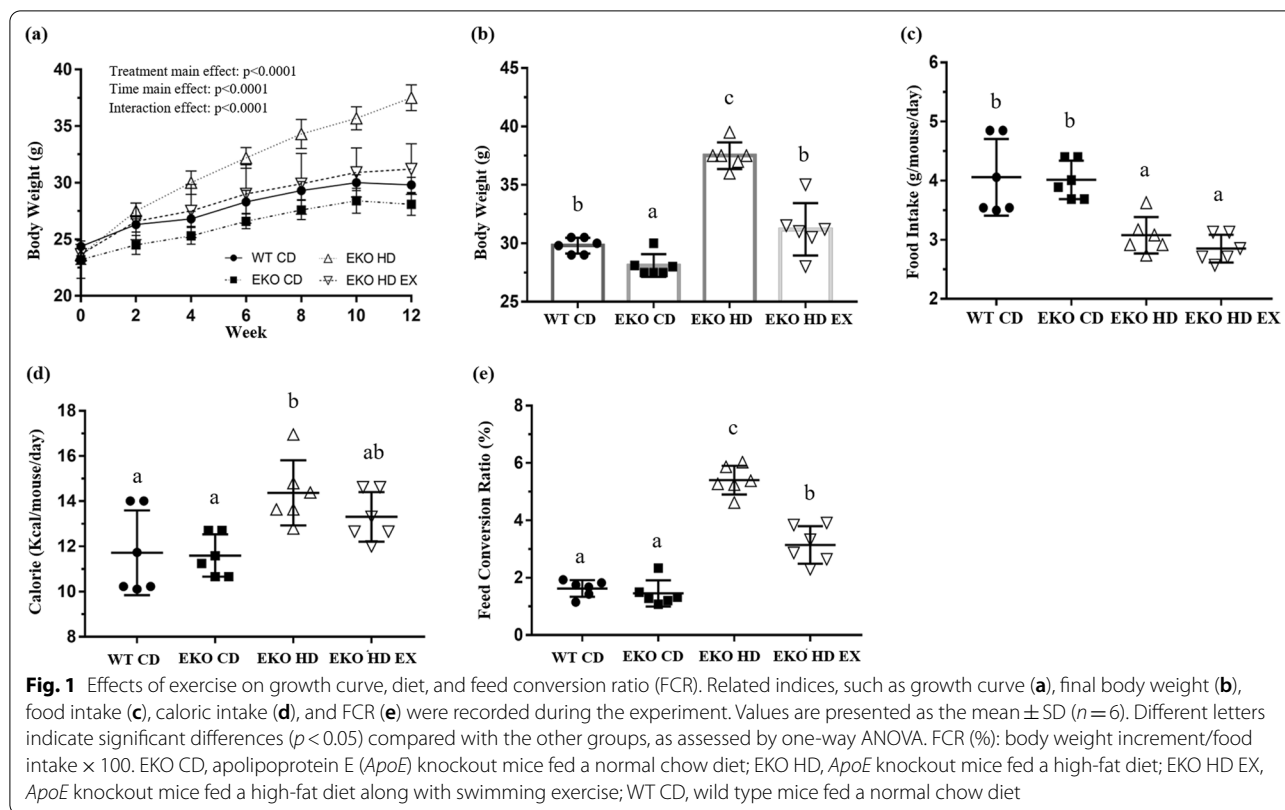 (a)
Treatment main effect: p<0.0001
Time main effect: p<0.0001
Interaction effect: p<0.0001
Body Weight (g)
40
35
30
25
20
0 2 4 6 8 10 12
Week
WT CD
EKO CD
EKO HD
EKO HD EX
(b)
Body Weight (g)
45
40
35
30
25
b
a
c
b
WT CD EKO CD EKO HD EKO HD EX
(c)
Food Intake (g/mouse/day)
6
5
4
3
2
b
b
a
a
WT CD EKO CD EKO HD EKO HD EX
(d)
Calorie (Kcal/mouse/day)
18
16
14
12
10
8
a
a
b
ab
WT CD EKO CD EKO HD EKO HD EX
(e)
Feed Conversion Ratio (%)
8
6
4
2
0
a
a
c
b
WT CD EKO CD EKO HD EKO HD EX
Fig. 1 Effects of exercise on growth curve, diet, and feed conversion ratio (FCR). Related indices, such as growth curve (a), final body weight (b),
food intake (c), caloric intake (d), and FCR (e) were recorded during the experiment. Values are presented as the mean ± SD (n = 6). Different letters
indicate significant differences (p < 0.05) compared with the other groups, as assessed by one-way ANOVA. FCR (%): body weight increment/food
intake × 100. EKO CD, apolipoprotein E (ApoE) knockout mice fed a normal chow diet; EKO HD, ApoE knockout mice fed a high-fat diet; EKO HD EX,
ApoE knockout mice fed a high-fat diet along with swimming exercise; WT CD, wild type mice fed a normal chow diet